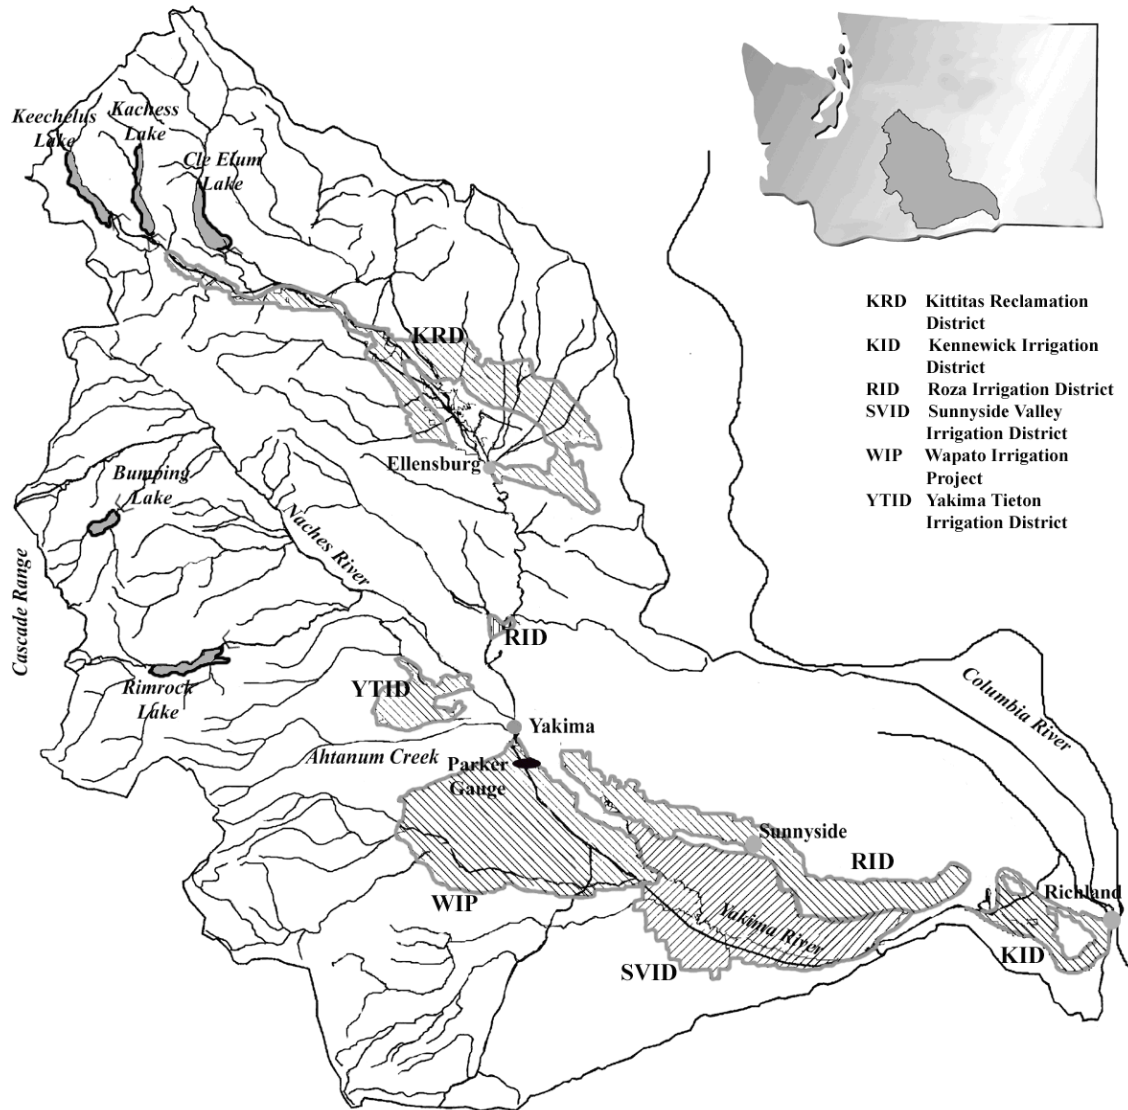 Keechelus
Lake
Kachess
Lake
Cle Elum
Lake
KRD
Ellensburg
Bumping
Lake
Naches River
Cascade Range
RID
Rimrock
Lake
YTID
Yakima
Ahtanum Creek
Parker
Gauge
Columbia River
Sunnyside
RID
WIP
Yakima River
SVID
Richland
KID
KRD Kittitas Reclamation
District
KID Kennewick Irrigation
District
RID Roza Irrigation District
SVID Sunnyside Valley
Irrigation District
WIP Wapato Irrigation
Project
YTID Yakima Tieton
Irrigation District